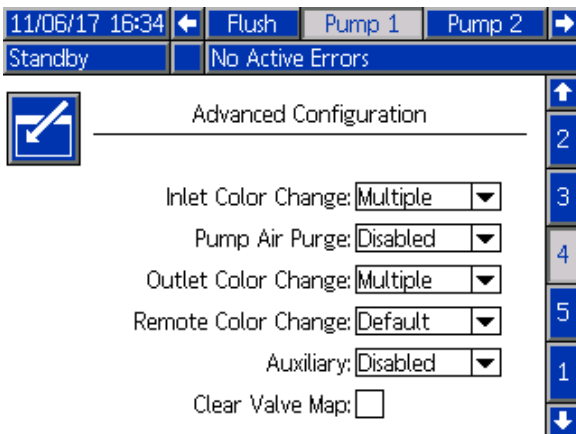 11/06/17 16:34 Flush Pump 1 Pump 2
Standby No Active Errors
Advanced Configuration
2
Inlet Color Change: Multiple
3
Pump Air Purge: Disabled
4
Outlet Color Change: Multiple
Remote Color Change: Default
5
Auxiliary: Disabled
1
Clear Valve Map: